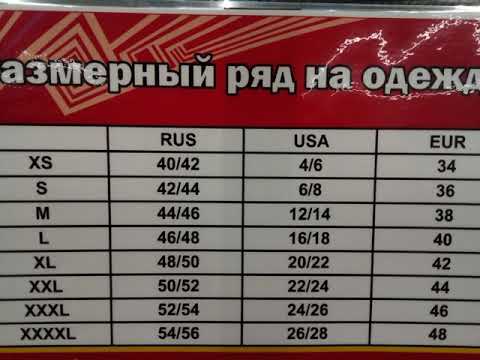 азмерный ряд на одежд
RUS USA EUR
XS 40/42 4/6 34
S 42/44 6/8 36
M 44/46 12/14 38
L 46/48 16/18 40
XL 48/50 20/22 42
XXL 50/52 22/24 44
XXXL 52/54 24/26 46
XXXXL 54/56 26/28 48